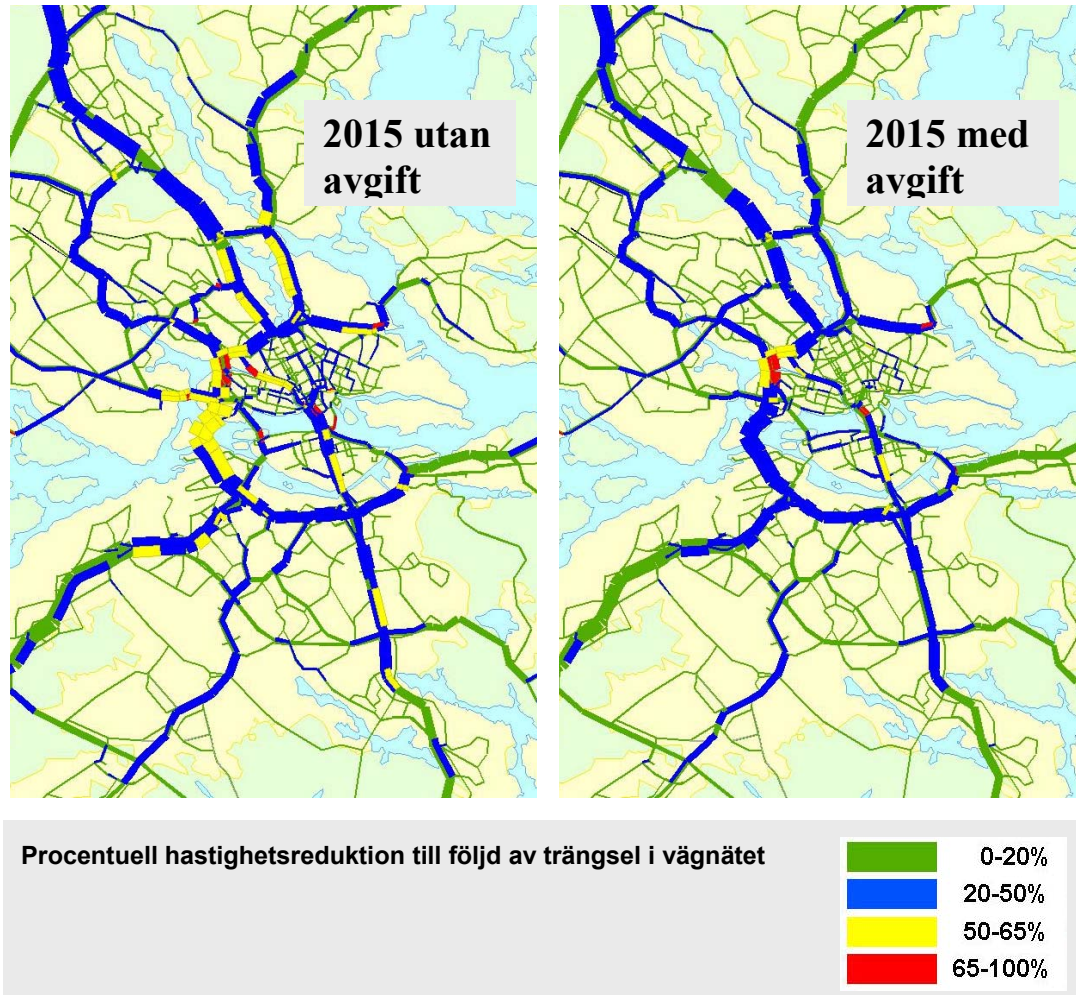 2015 utan
avgift
2015 med
avgift
Procentuell hastighetsreduktion till följd av trängsel i vägnätet
0-20%
20-50%
50-65%
65-100%